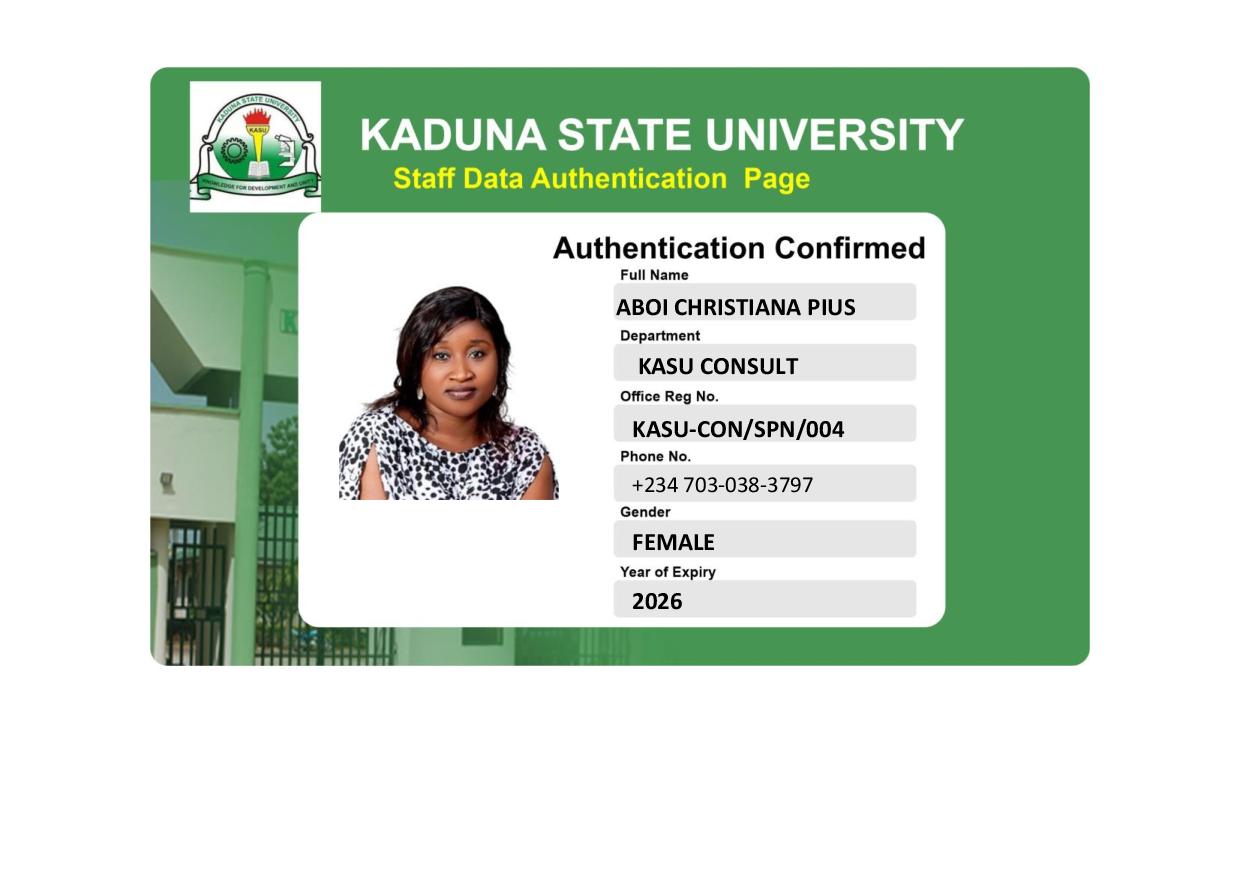 KADUNA STATE UNIVERSITY
KASU
KNOWLEDGE FOR DEVELOPMENT AND UNITY
KADUNA STATE UNIVERSITY
Staff Data Authentication Page
Authentication Confirmed
Full Name
ABOI CHRISTIANA PIUS
Department
KASU CONSULT
Office Reg No.
KASU-CON/SPN/004
Phone No.
+234 703-038-3797
Gender
FEMALE
Year of Expiry
2026